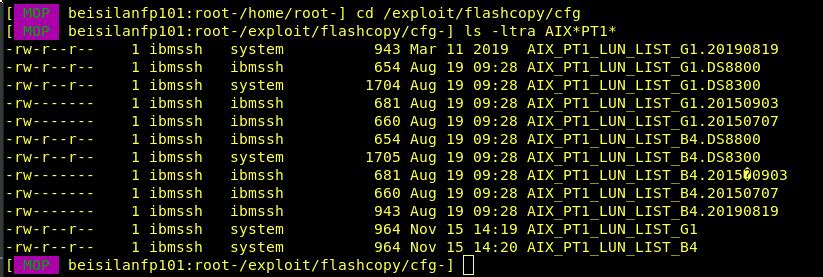 [ MOP  beisilanfp101:root-/home/root-] cd /exploit/flashcopy/cfg
[ MOP  beisilanfp101:root-/exploit/flashcopy/cfg-] ls -ltra AIX*PT1*
-rw-r--r--    1 ibmssh   system          943 Mar 11 2019  AIX_PT1_LUN_LIST_G1.20190819
-rw-r--r--    1 ibmssh   ibmssh          654 Aug 19 09:28 AIX_PT1_LUN_LIST_G1.DS8800
-rw-r--r--    1 ibmssh   system         1704 Aug 19 09:28 AIX_PT1_LUN_LIST_G1.DS8300
-rw-------    1 ibmssh   ibmssh          681 Aug 19 09:28 AIX_PT1_LUN_LIST_G1.20150903
-rw-------    1 ibmssh   ibmssh          660 Aug 19 09:28 AIX_PT1_LUN_LIST_G1.20150707
-rw-r--r--    1 ibmssh   ibmssh          654 Aug 19 09:28 AIX_PT1_LUN_LIST_B4.DS8800
-rw-r--r--    1 ibmssh   system         1705 Aug 19 09:28 AIX_PT1_LUN_LIST_B4.DS8300
-rw-------    1 ibmssh   ibmssh          681 Aug 19 09:28 AIX_PT1_LUN_LIST_B4.2015�0903
-rw-------    1 ibmssh   ibmssh          660 Aug 19 09:28 AIX_PT1_LUN_LIST_B4.20150707
-rw-r--r--    1 ibmssh   ibmssh          943 Aug 19 09:28 AIX_PT1_LUN_LIST_B4.20190819
-rw-r--r--    1 ibmssh   system          964 Nov 15 14:19 AIX_PT1_LUN_LIST_G1
-rw-r--r--    1 ibmssh   system          964 Nov 15 14:20 AIX_PT1_LUN_LIST_B4
[ MOP  beisilanfp101:root-/exploit/flashcopy/cfg-]